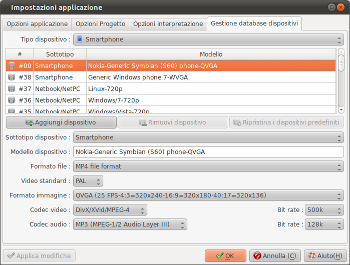 Impostazioni applicazione
Opzioni applicazione Opzioni Progetto Opzioni interpretazione Gestione database dispositivi
Tipo dispositivo : Smartphone
# Sottotipo Modello
#00 Smartphone Nokia-Generic Symbian (S60) phone-QVGA
#38 Smartphone Generic Windows phone 7-WVGA
#37 Netbook/NetPC Linux-720p
#36 Netbook/NetPC Windows/7-720p
#35 Netbook/NetPC Windows/Vista-720p
Aggiungi dispositivo Rimuovi dispositivo Ripristina i dispositivi predefiniti
Sottotipo dispositivo : Smartphone
Modello dispositivo : Nokia-Generic Symbian (S60) phone-QVGA
Formato file : MP4 file format
Video standard : PAL
Formato immagine : QVGA (25 FPS-4:3=320x240-16:9=320x180-40:17=320x136)
Codec video : DivX/XVid/MPEG-4 Bit rate : 500k
Codec audio : MP3 (MPEG-1/2 Audio Layer III) Bit rate : 128k
Applica modifiche OK Annulla (C) Aiuto(H)